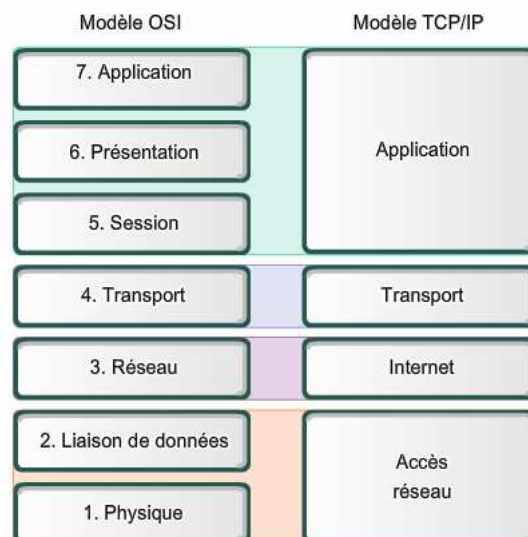 Modèle OSI
Modèle TCP/IP
7. Application
6. Présentation
5. Session
Application
4. Transport
Transport
3. Réseau
Internet
2. Liaison de données
1. Physique
Accès
réseau